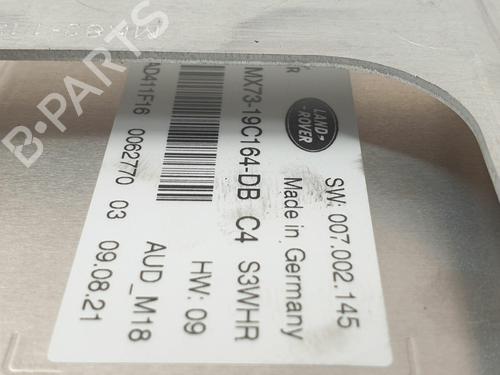 LAND ROVER
SW: 007.002.145
Made in Germany
MX73-19C164-DB C4 S3WHR
HW: 09
AD411F16 0062770 03 09.08.21
AUD_M18
B-Parts